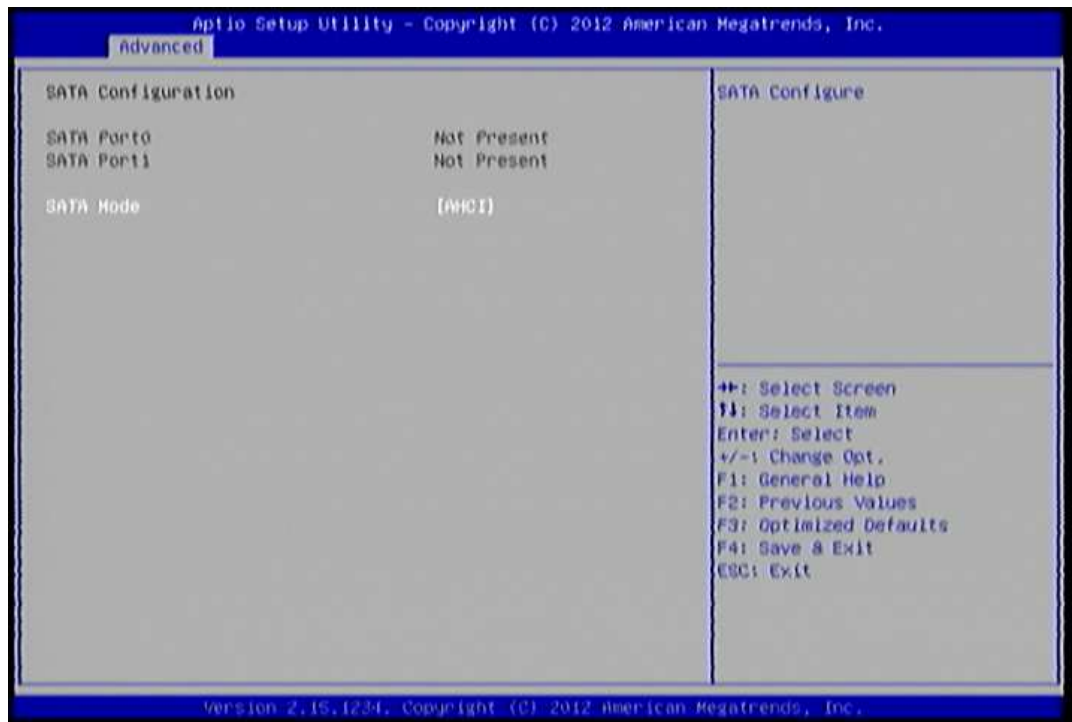 Aptio Setup Utility - Copyright (C) 2012 American Megatrends, Inc.
Advanced
SATA Configuration
SATA Port0 Not Present
SATA Port1 Not Present
SATA Mode [AHCI]
SATA Configure
→←: Select Screen
↑↓: Select Item
Enter: Select
+/-: Change Opt.
F1: General Help
F2: Previous Values
F3: Optimized Defaults
F4: Save & Exit
ESC: Exit
Version 2.15.1234. Copyright (C) 2012 American Megatrends, Inc.